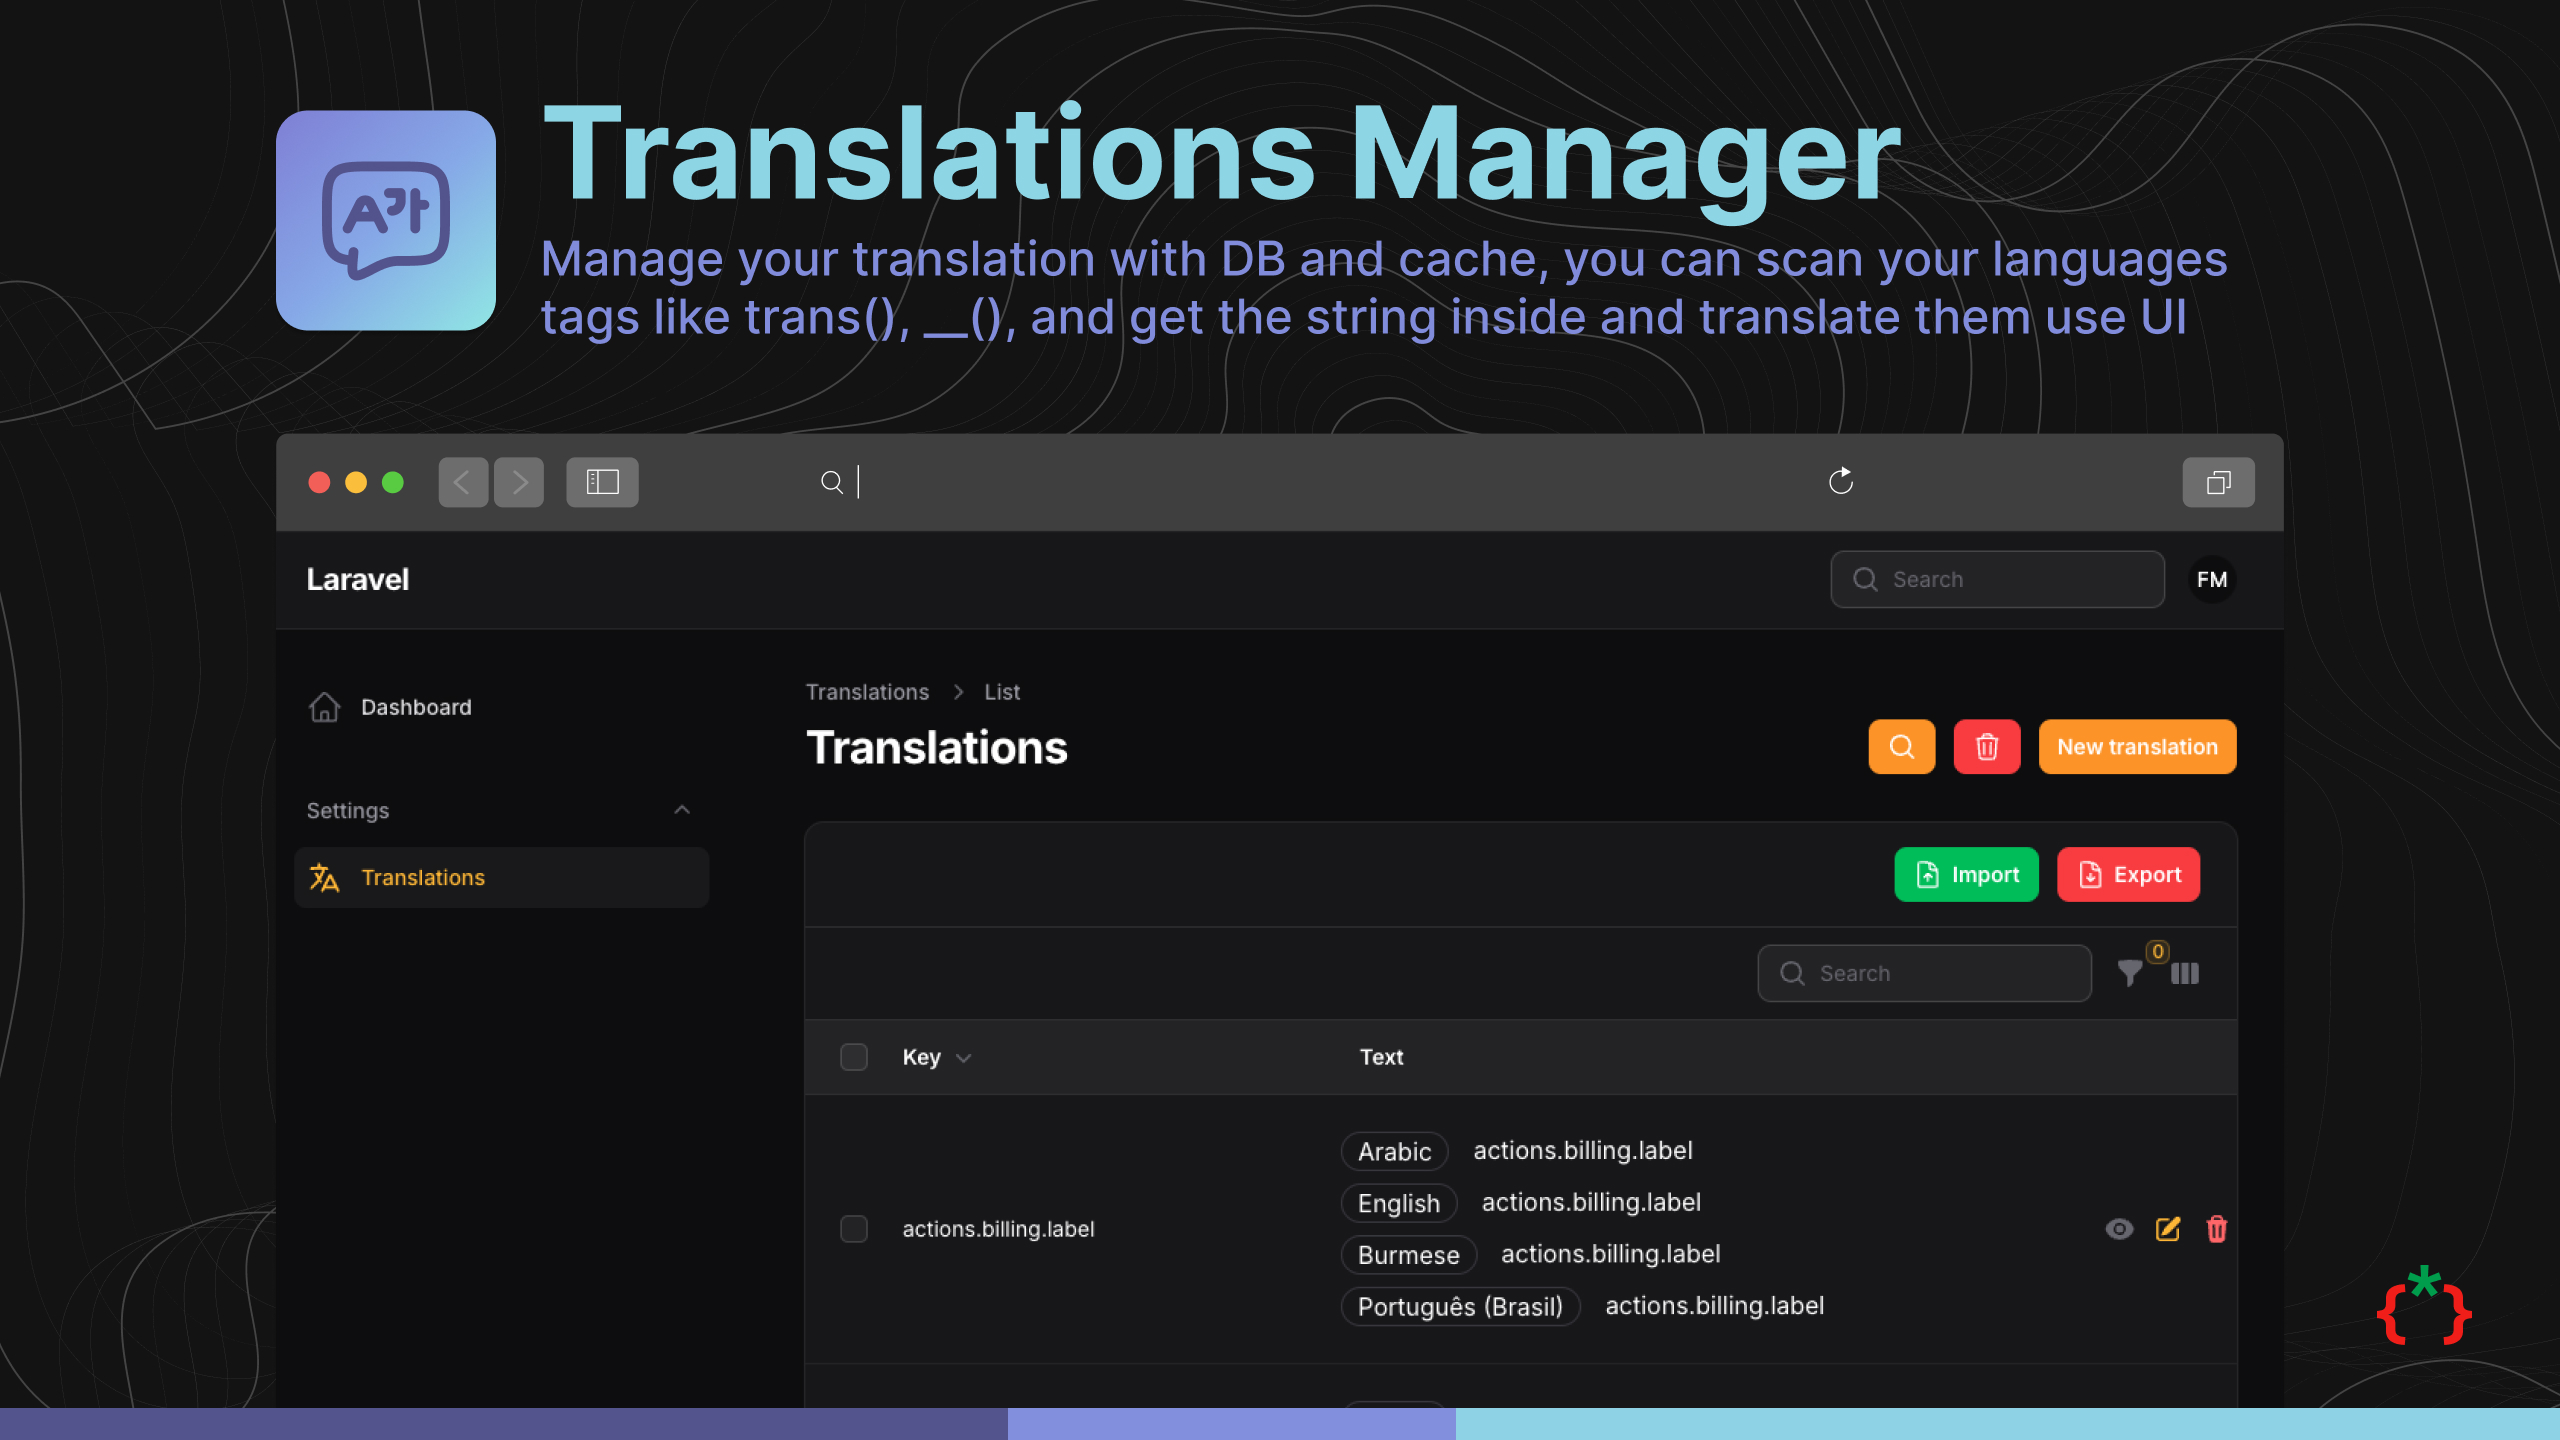 A가
Translations Manager
Manage your translation with DB and cache, you can scan your languages
tags like trans(), __(), and get the string inside and translate them use UI
Laravel
Search
FM
Dashboard
Translations > List
Translations
New translation
Settings
Translations
Import
Export
Search
0
Key
Text
Arabic actions.billing.label
English actions.billing.label
actions.billing.label
Burmese actions.billing.label
Português (Brasil) actions.billing.label
{*}